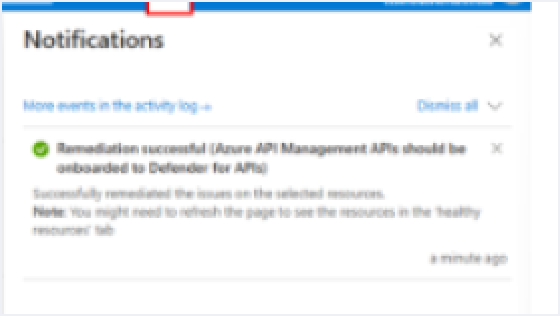 Notifications
More events in the activity log →
Dismiss all
Remediation successful (Azure API Management APIs should be
onboarded to Defender for APIs)
Successfully remediated the issues on the selected resources.
Note: You might need to refresh the page to see the resources in the 'healthy
resources' tab
a minute ago